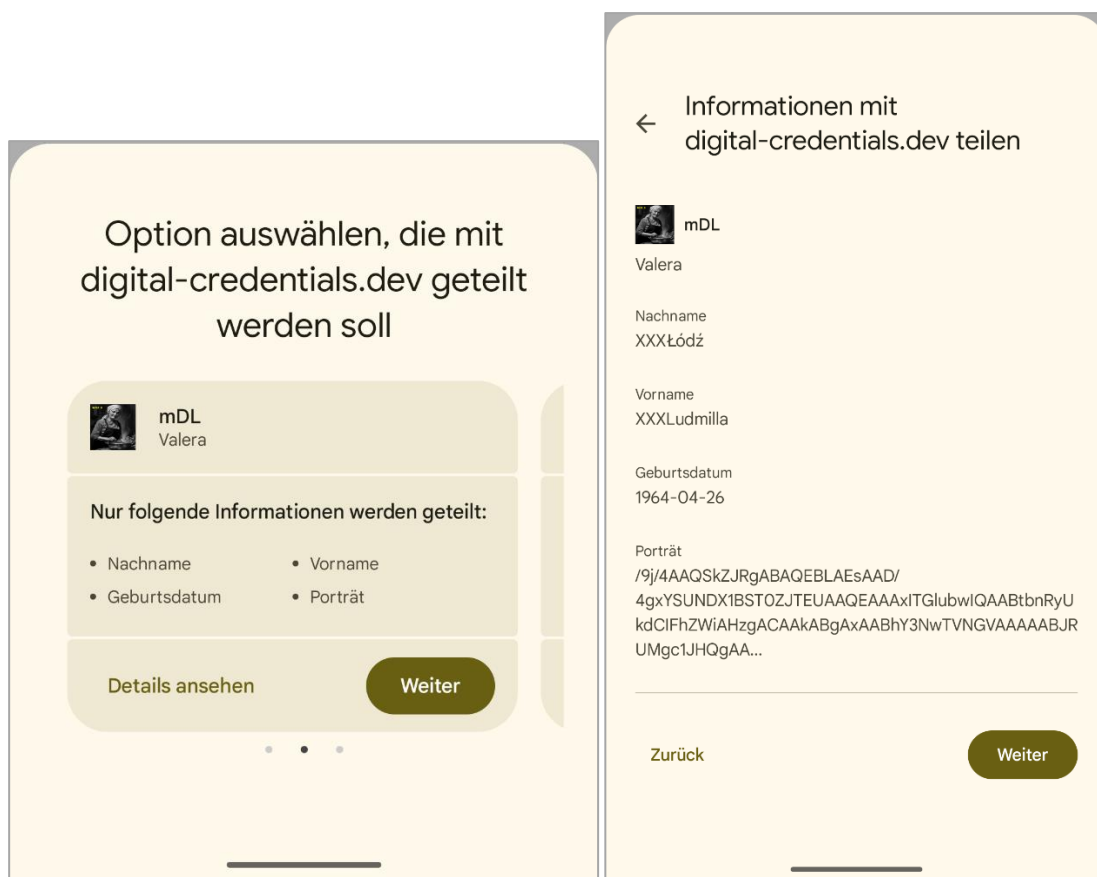 Option auswählen, die mit
digital-credentials.dev geteilt
werden soll
mDL
Valera
Nur folgende Informationen werden geteilt:
• Nachname
• Vorname
• Geburtsdatum
• Porträt
Details ansehen
Weiter
Informationen mit
digital-credentials.dev teilen
mDL
Valera
Nachname
XXXŁódź
Vorname
XXXLudmilla
Geburtsdatum
1964-04-26
Porträt
/9j/4AAQSkZJRgABAQEBLAEsAAD/
4gxYSUNDX1BST0ZJTEUAAQEAAAxITGlubwIQAABtbnRyU
kdCIFhZWiAHzgACAAkABgAxAABhY3NwTVNGVAAAAABJR
UMgc1JHQgAA...
Zurück
Weiter